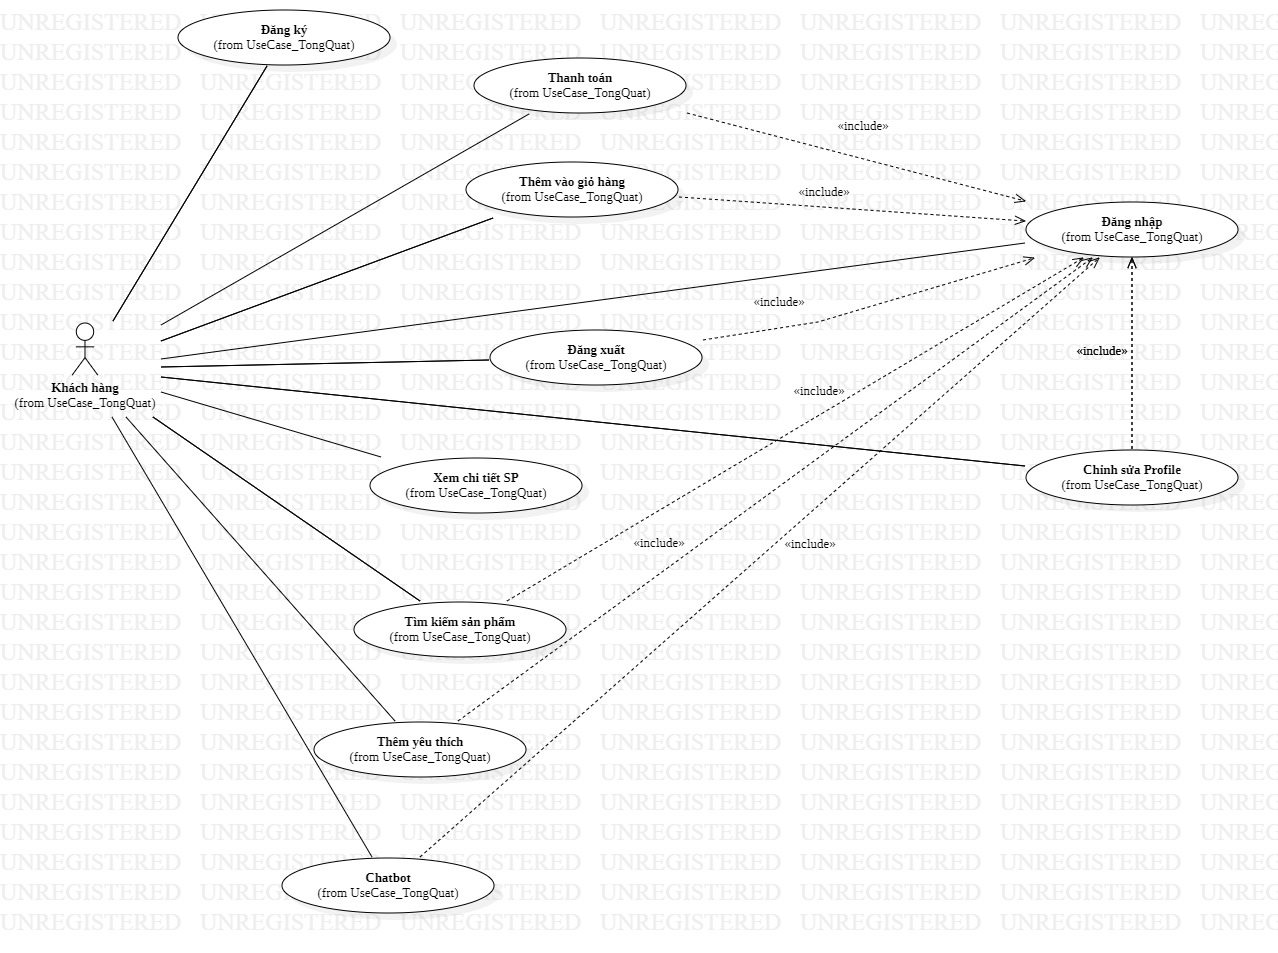 Đăng ký
(from UseCase_TongQuat)
Thanh toán
(from UseCase_TongQuat)
«include»
Thêm vào giỏ hàng
(from UseCase_TongQuat)
«include»
Đăng nhập
(from UseCase_TongQuat)
«include»
Đăng xuất
(from UseCase_TongQuat)
«include»
Khách hàng
(from UseCase_TongQuat)
«include»
Xem chi tiết SP
(from UseCase_TongQuat)
Chỉnh sửa Profile
(from UseCase_TongQuat)
«include»
«include»
Tìm kiếm sản phẩm
(from UseCase_TongQuat)
Thêm yêu thích
(from UseCase_TongQuat)
Chatbot
(from UseCase_TongQuat)
UNREGISTERED